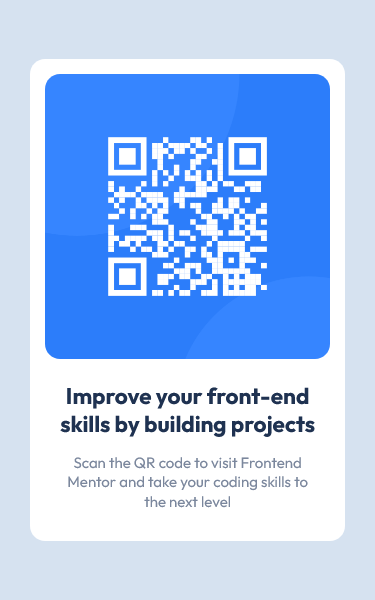 Improve your front-end
skills by building projects
Scan the QR code to visit Frontend
Mentor and take your coding skills to
the next level